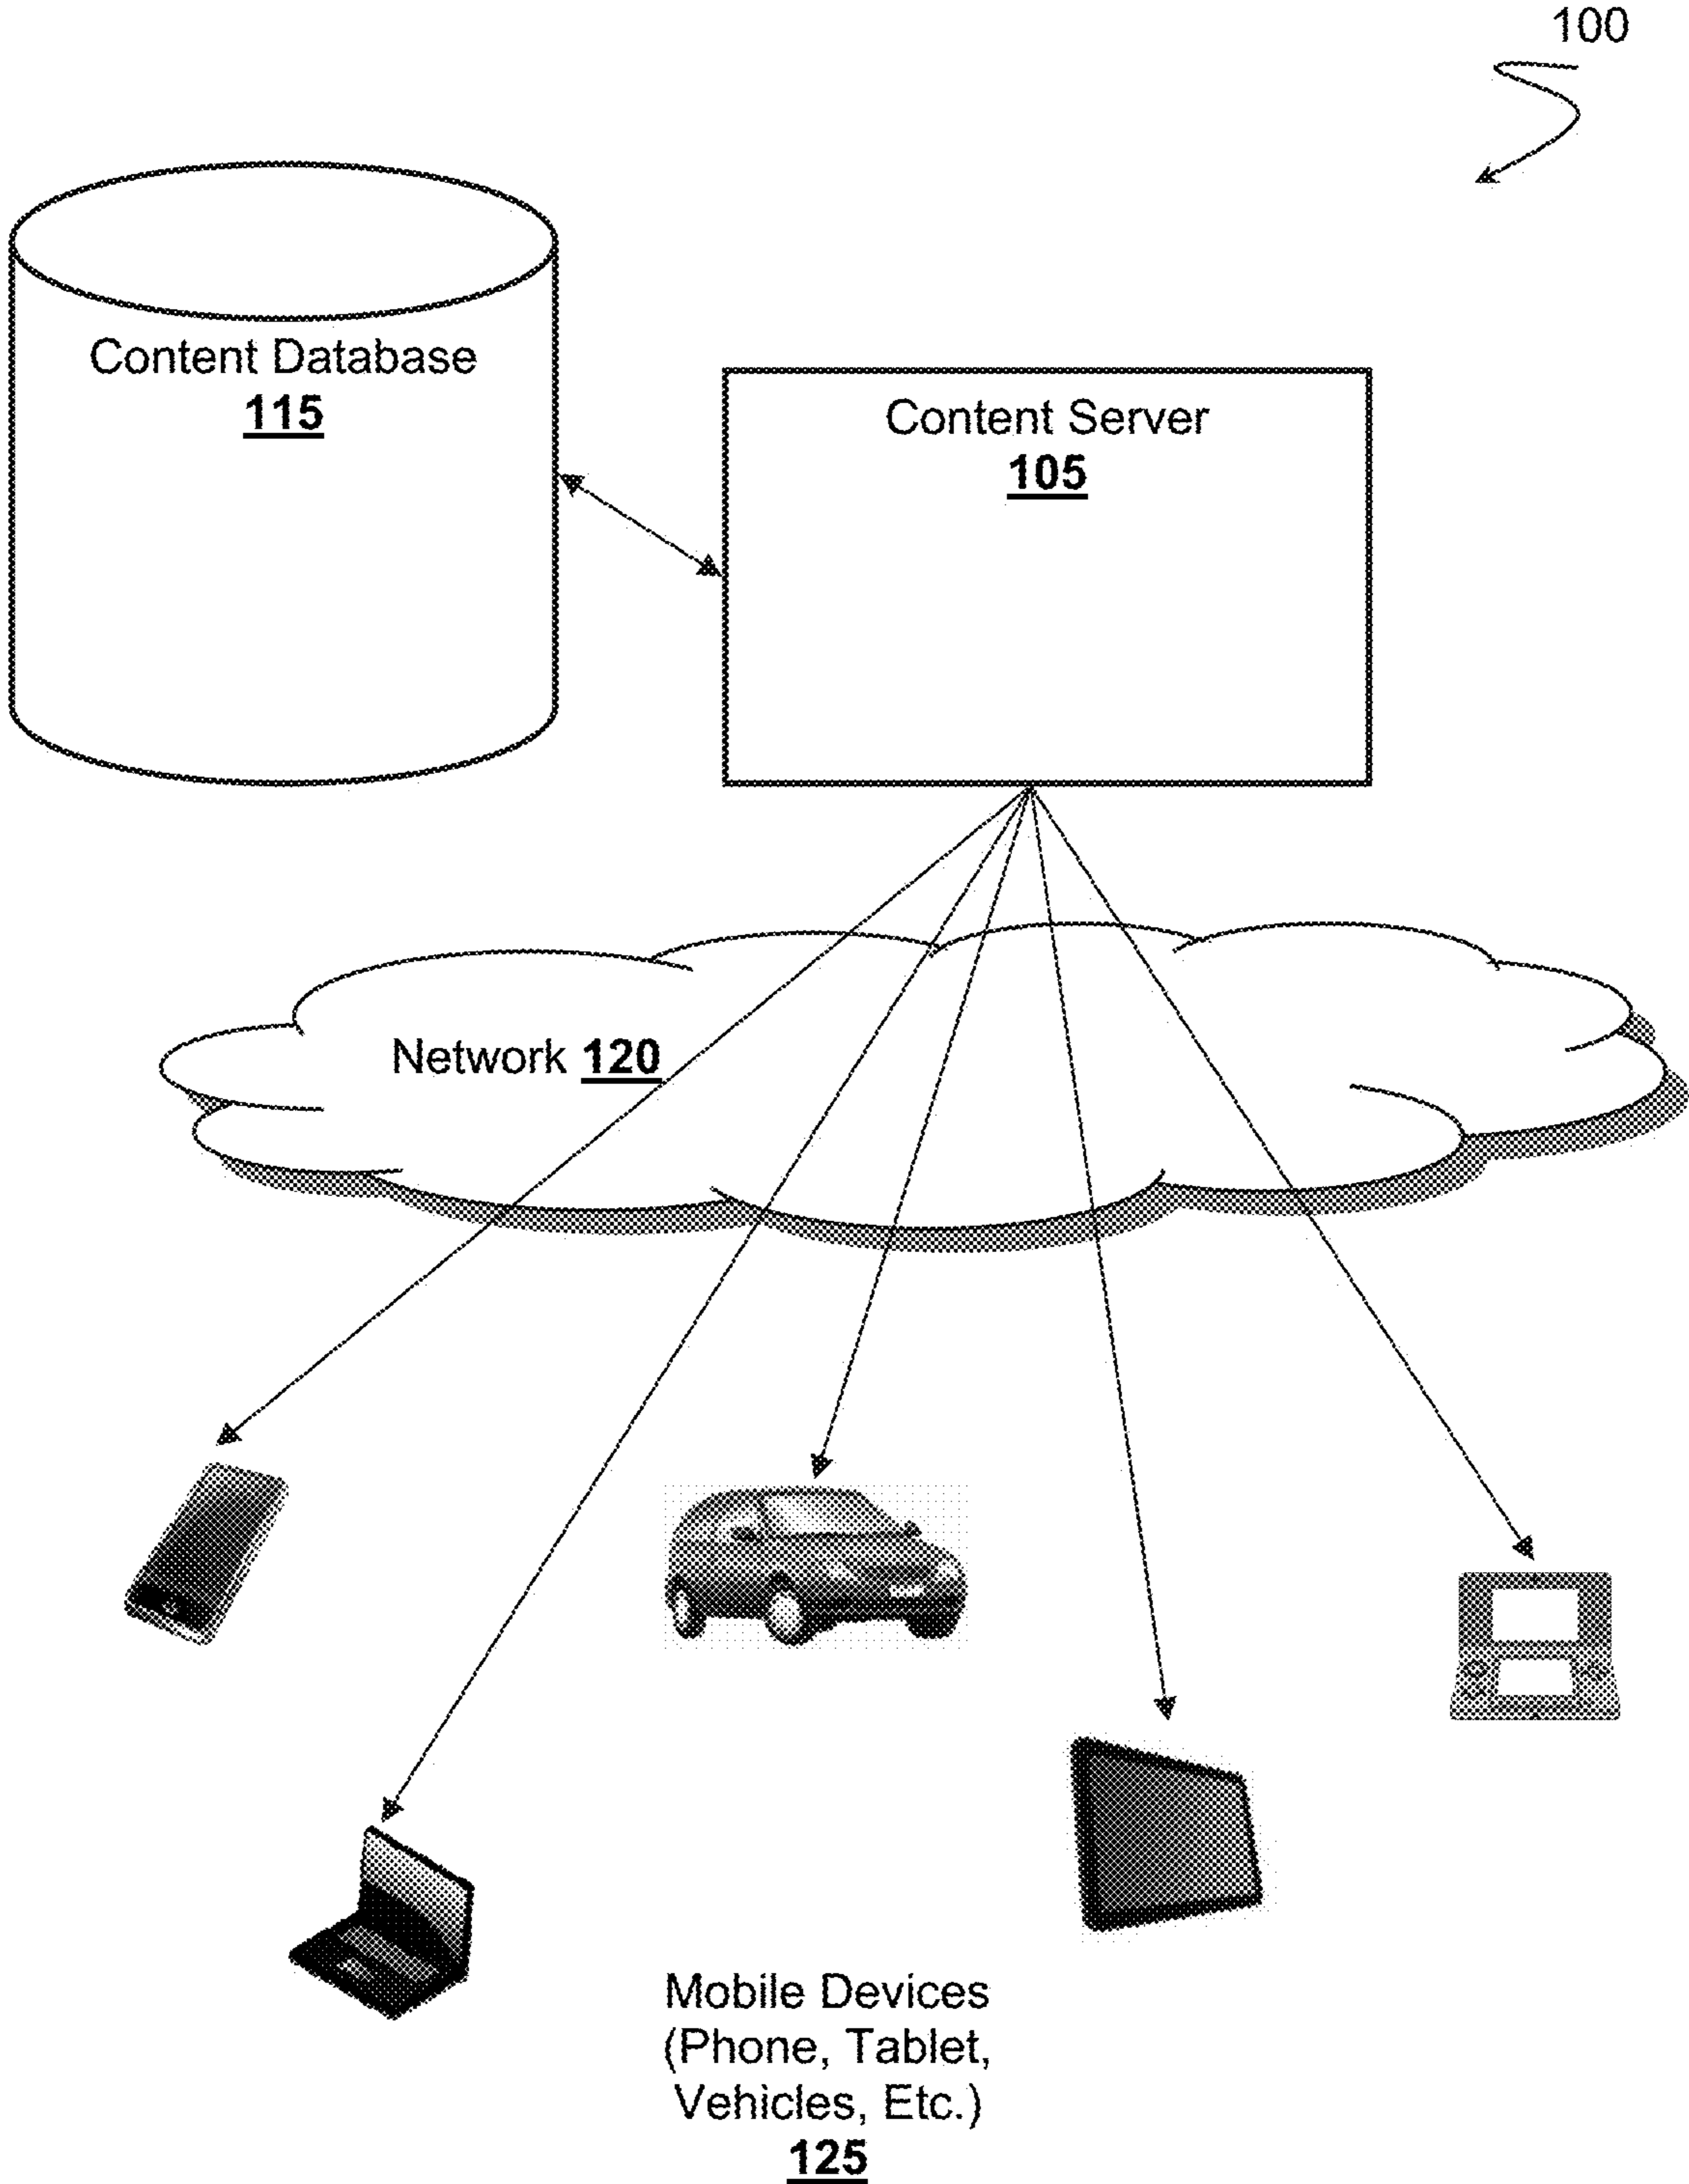 100
Content Database
115
Content Server
105
Network 120
Mobile Devices
(Phone, Tablet,
Vehicles, Etc.)
125